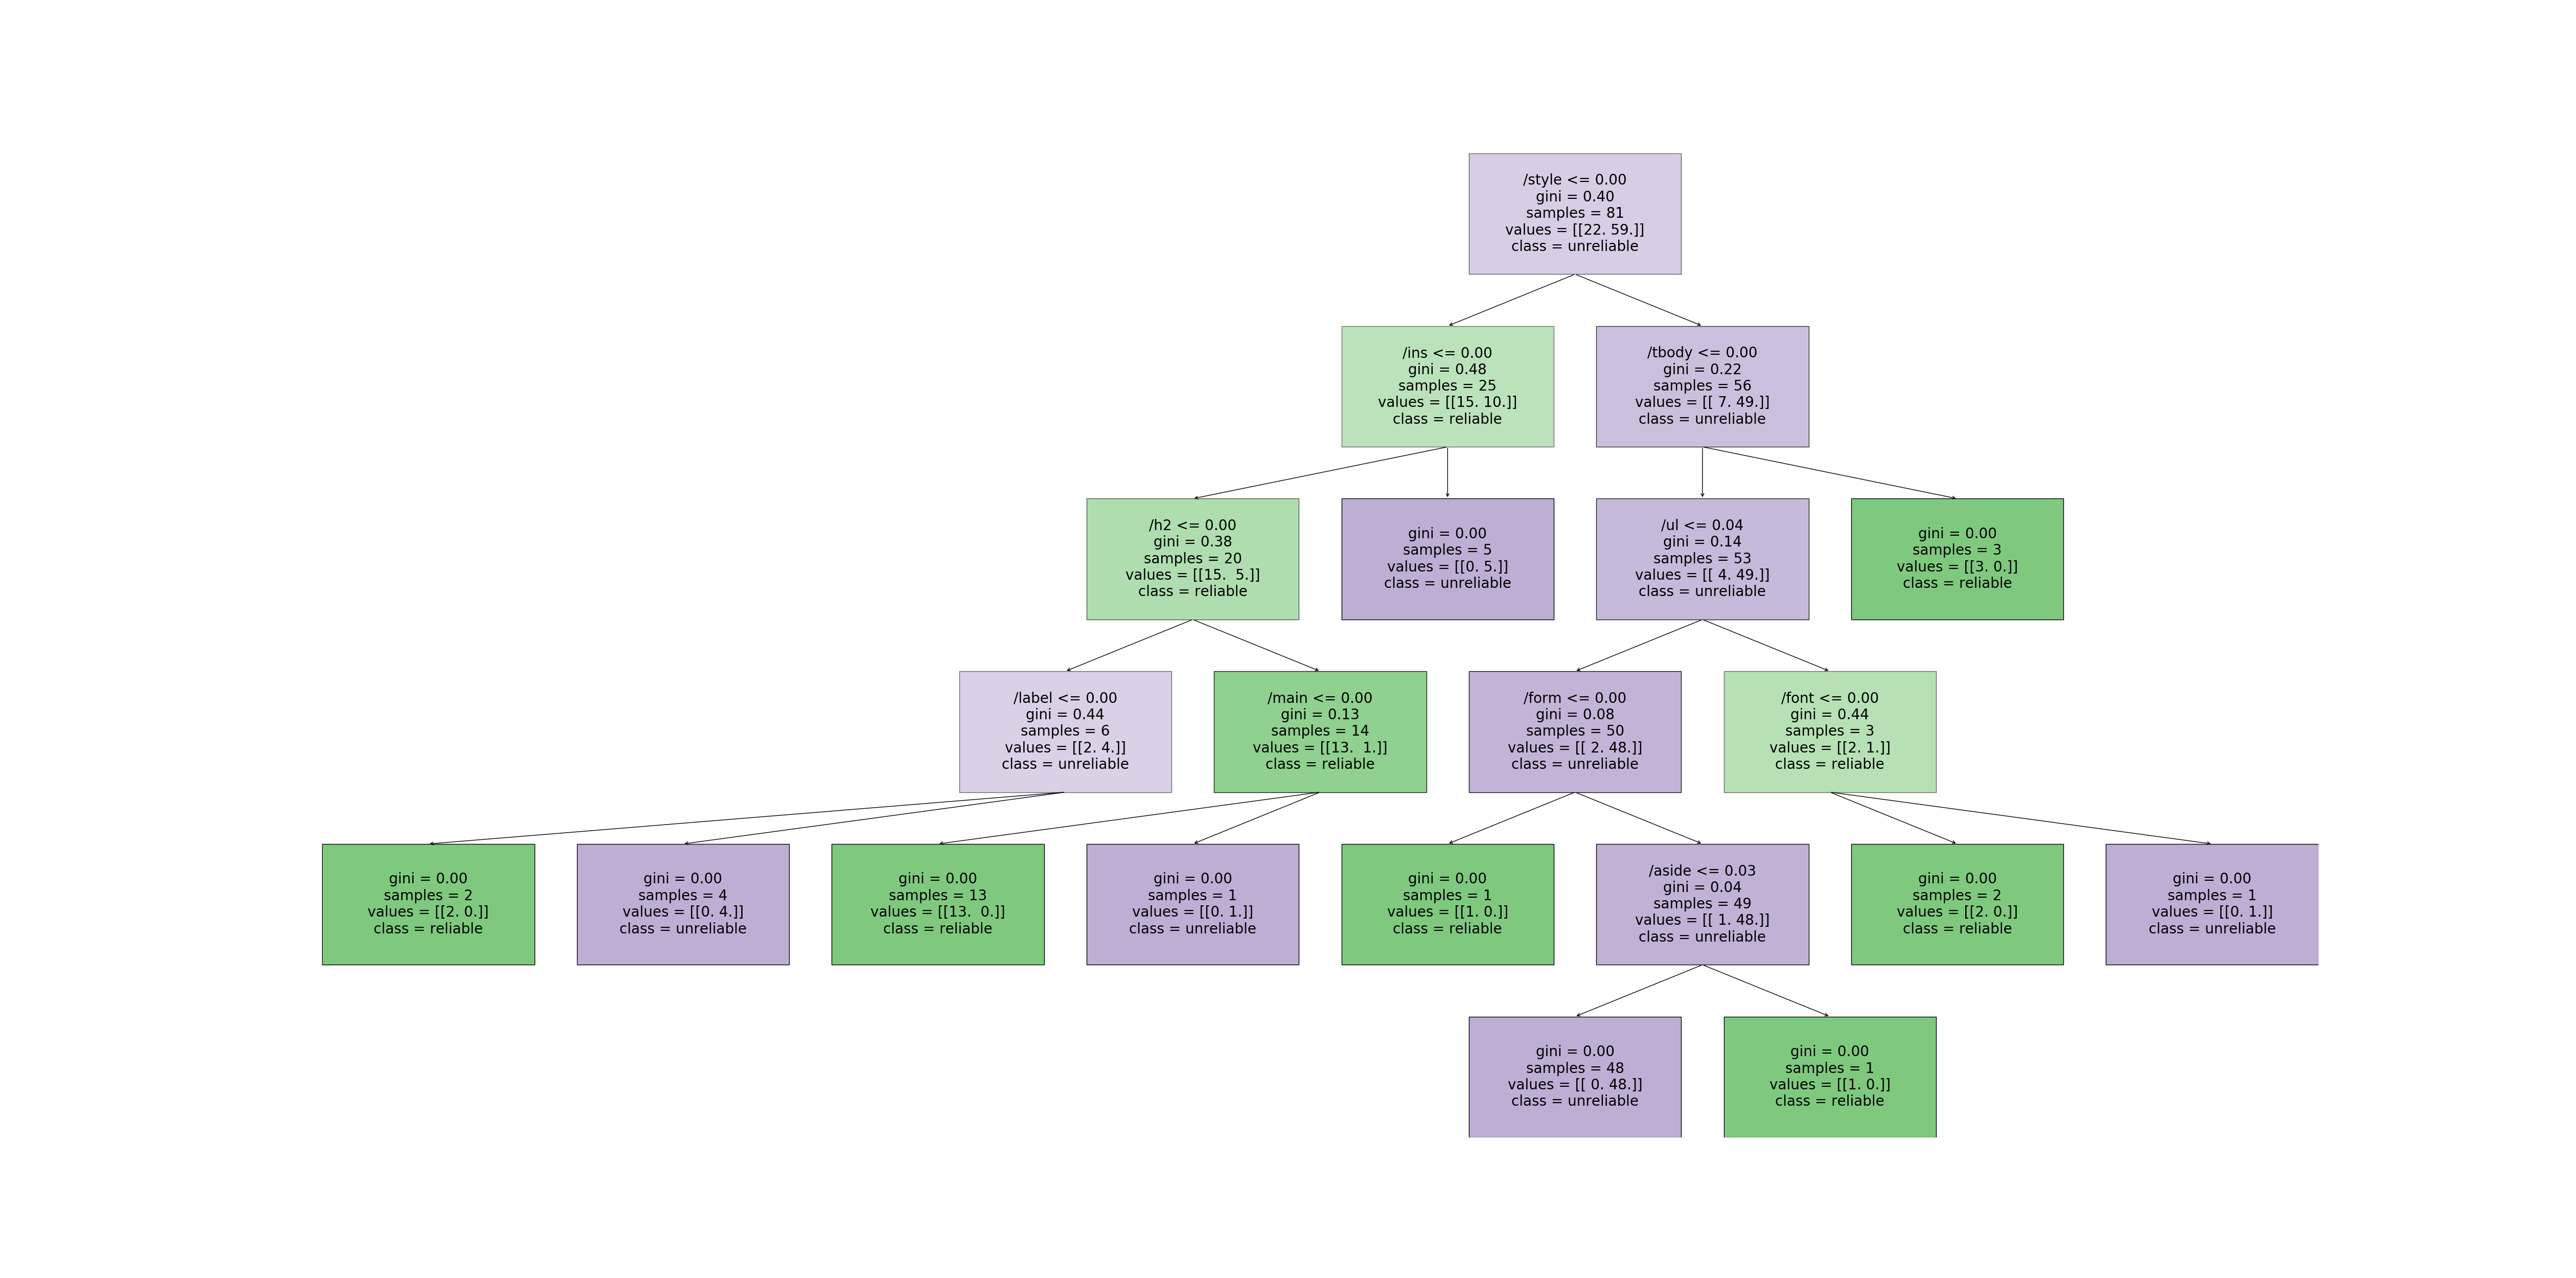 /style <= 0.00
gini = 0.40
samples = 81
values = [[22. 59.]]
class = unreliable
/ins <= 0.00
gini = 0.48
samples = 25
values = [[15. 10.]]
class = reliable
/tbody <= 0.00
gini = 0.22
samples = 56
values = [[ 7. 49.]]
class = unreliable
/h2 <= 0.00
gini = 0.38
samples = 20
values = [[15.  5.]]
class = reliable
gini = 0.00
samples = 5
values = [[0. 5.]]
class = unreliable
/ul <= 0.04
gini = 0.14
samples = 53
values = [[ 4. 49.]]
class = unreliable
gini = 0.00
samples = 3
values = [[3. 0.]]
class = reliable
/label <= 0.00
gini = 0.44
samples = 6
values = [[2. 4.]]
class = unreliable
/main <= 0.00
gini = 0.13
samples = 14
values = [[13.  1.]]
class = reliable
/form <= 0.00
gini = 0.08
samples = 50
values = [[ 2. 48.]]
class = unreliable
/font <= 0.00
gini = 0.44
samples = 3
values = [[2. 1.]]
class = reliable
gini = 0.00
samples = 2
values = [[2. 0.]]
class = reliable
gini = 0.00
samples = 4
values = [[0. 4.]]
class = unreliable
gini = 0.00
samples = 13
values = [[13.  0.]]
class = reliable
gini = 0.00
samples = 1
values = [[0. 1.]]
class = unreliable
gini = 0.00
samples = 1
values = [[1. 0.]]
class = reliable
/aside <= 0.03
gini = 0.04
samples = 49
values = [[ 1. 48.]]
class = unreliable
gini = 0.00
samples = 2
values = [[2. 0.]]
class = reliable
gini = 0.00
samples = 1
values = [[0. 1.]]
class = unreliable
gini = 0.00
samples = 48
values = [[ 0. 48.]]
class = unreliable
gini = 0.00
samples = 1
values = [[1. 0.]]
class = reliable